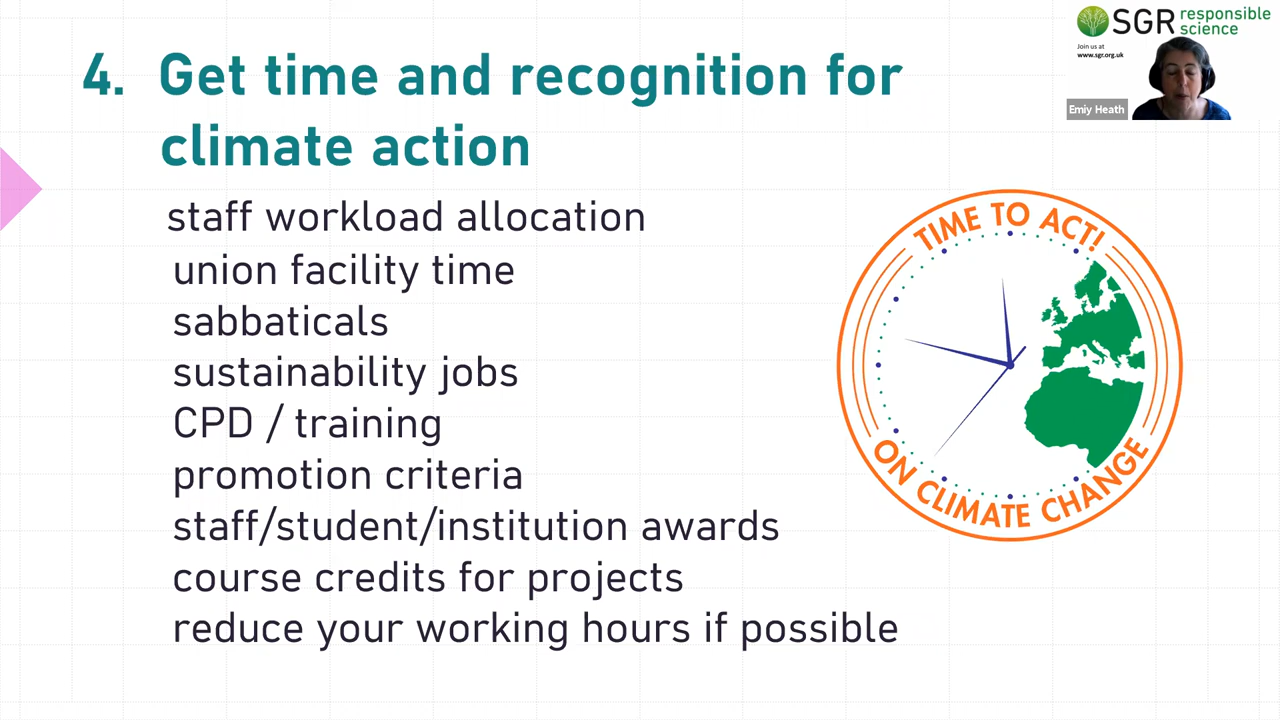 4. Get time and recognition for
climate action
staff workload allocation
union facility time
sabbaticals
sustainability jobs
CPD / training
promotion criteria
staff/student/institution awards
course credits for projects
reduce your working hours if possible
TIME TO ACT!
ON CLIMATE CHANGE
SGR responsible
science
Join us at
www.sgr.org.uk
Emiy Heath